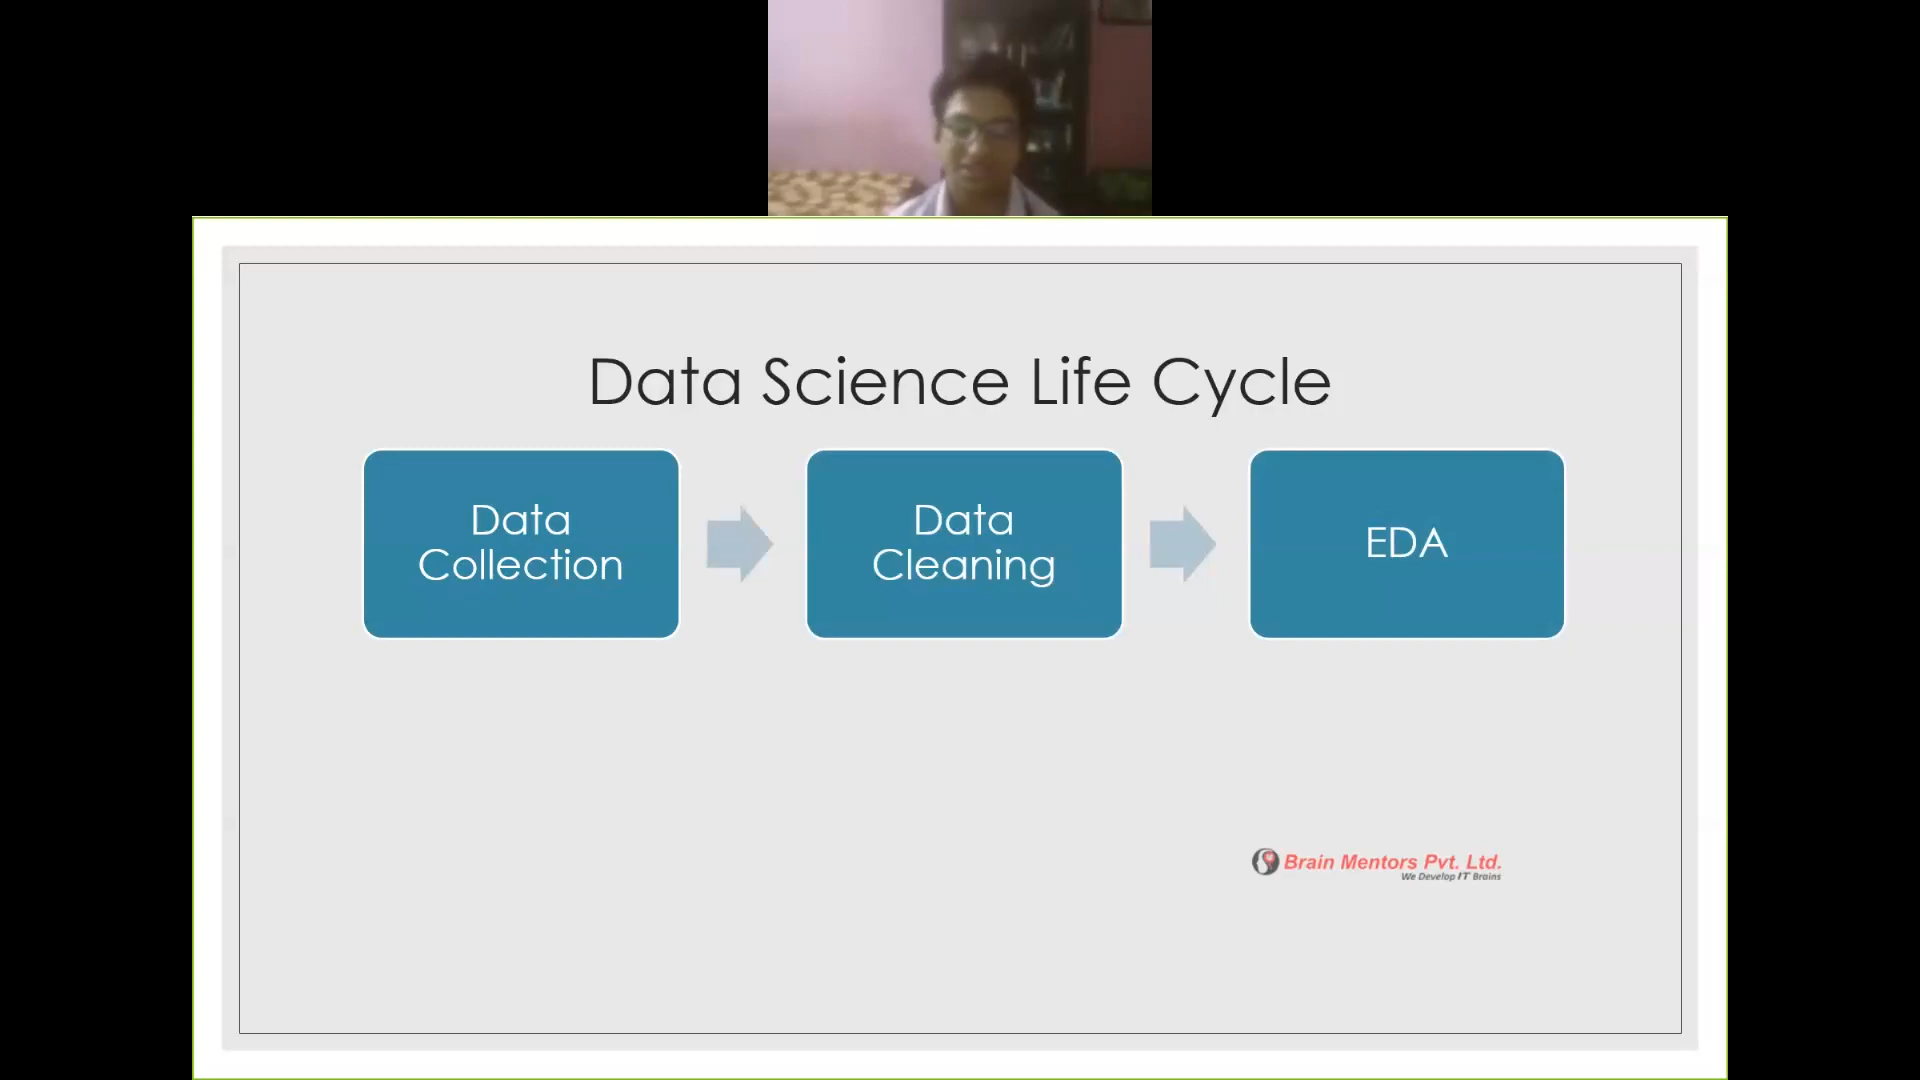 Data Science Life Cycle
Data
Collection
Data
Cleaning
EDA
Brain Mentors Pvt. Ltd.
We Develop IT Brains